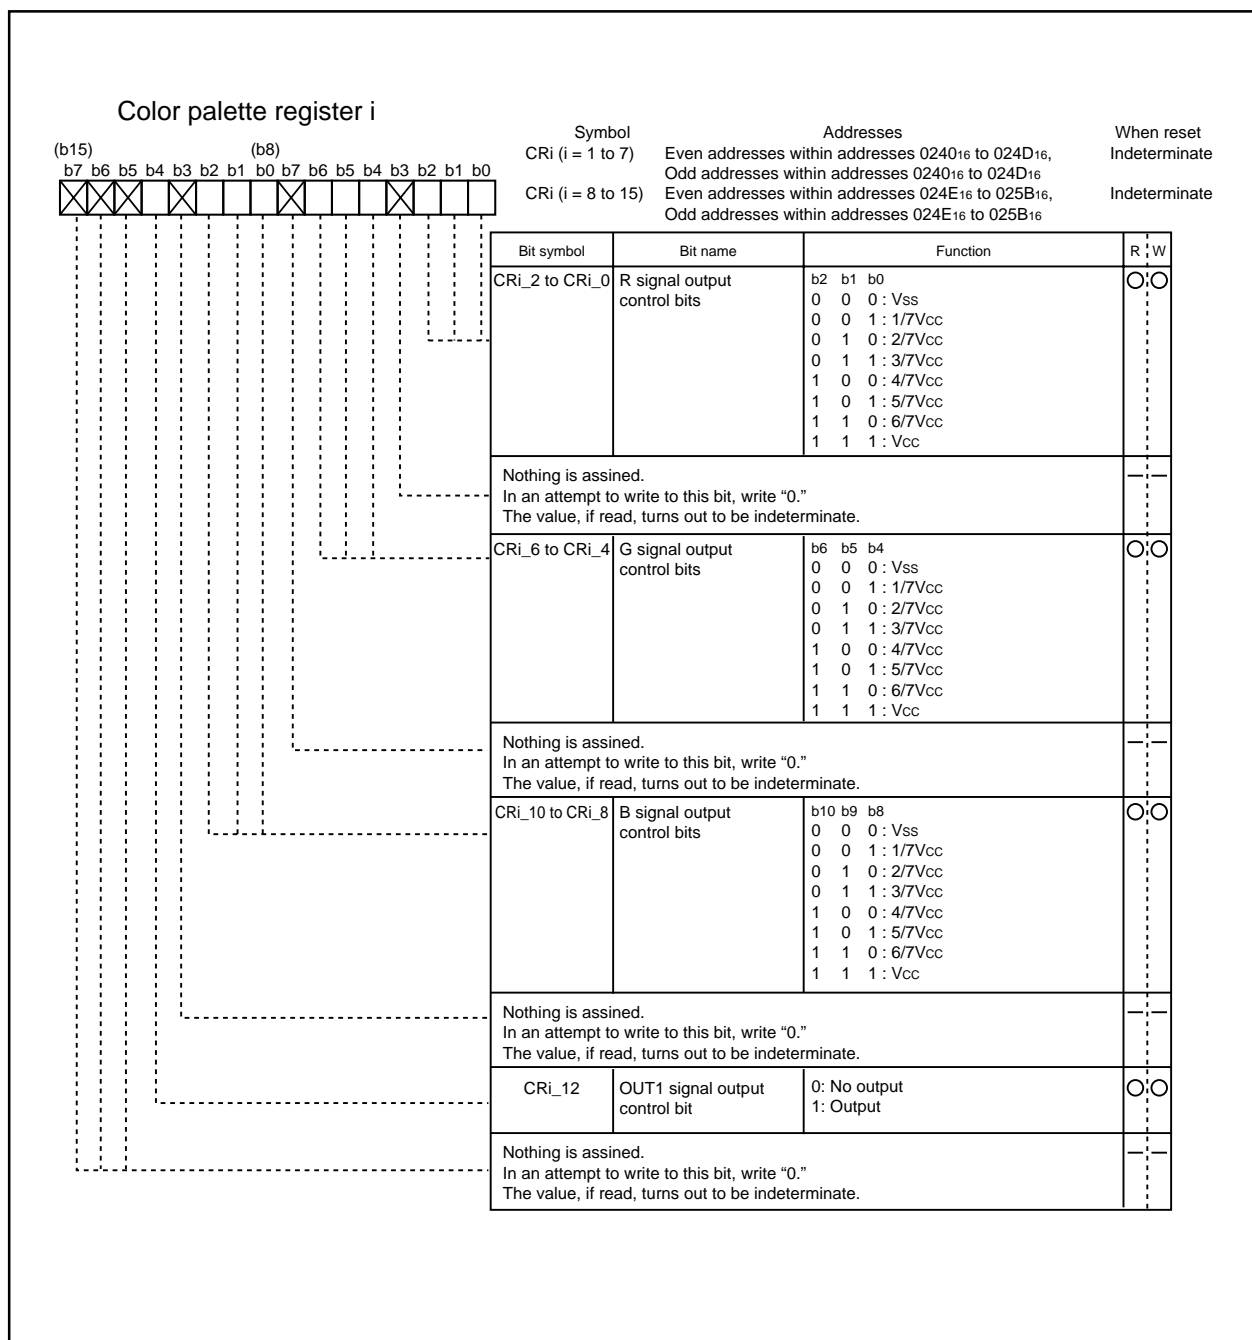 Color palette register i
Symbol Addresses When reset
CRi (i = 1 to 7) Even addresses within addresses 024016 to 024D16, Indeterminate
Odd addresses within addresses 024016 to 024D16
CRi (i = 8 to 15) Even addresses within addresses 024E16 to 025B16, Indeterminate
Odd addresses within addresses 024E16 to 025B16
(b15) (b8)
b7 b6 b5 b4 b3 b2 b1 b0 b7 b6 b5 b4 b3 b2 b1 b0
Bit symbol Bit name Function R W
CRi_2 to CRi_0 R signal output control bits b2 b1 b0
0 0 0 : Vss
0 0 1 : 1/7Vcc
0 1 0 : 2/7Vcc
0 1 1 : 3/7Vcc
1 0 0 : 4/7Vcc
1 0 1 : 5/7Vcc
1 1 0 : 6/7Vcc
1 1 1 : Vcc
Nothing is assined.
In an attempt to write to this bit, write “0.”
The value, if read, turns out to be indeterminate.
CRi_6 to CRi_4 G signal output control bits b6 b5 b4
0 0 0 : Vss
0 0 1 : 1/7Vcc
0 1 0 : 2/7Vcc
0 1 1 : 3/7Vcc
1 0 0 : 4/7Vcc
1 0 1 : 5/7Vcc
1 1 0 : 6/7Vcc
1 1 1 : Vcc
Nothing is assined.
In an attempt to write to this bit, write “0.”
The value, if read, turns out to be indeterminate.
CRi_10 to CRi_8 B signal output control bits b10 b9 b8
0 0 0 : Vss
0 0 1 : 1/7Vcc
0 1 0 : 2/7Vcc
0 1 1 : 3/7Vcc
1 0 0 : 4/7Vcc
1 0 1 : 5/7Vcc
1 1 0 : 6/7Vcc
1 1 1 : Vcc
Nothing is assined.
In an attempt to write to this bit, write “0.”
The value, if read, turns out to be indeterminate.
CRi_12 OUT1 signal output control bit 0: No output
1: Output
Nothing is assined.
In an attempt to write to this bit, write “0.”
The value, if read, turns out to be indeterminate.